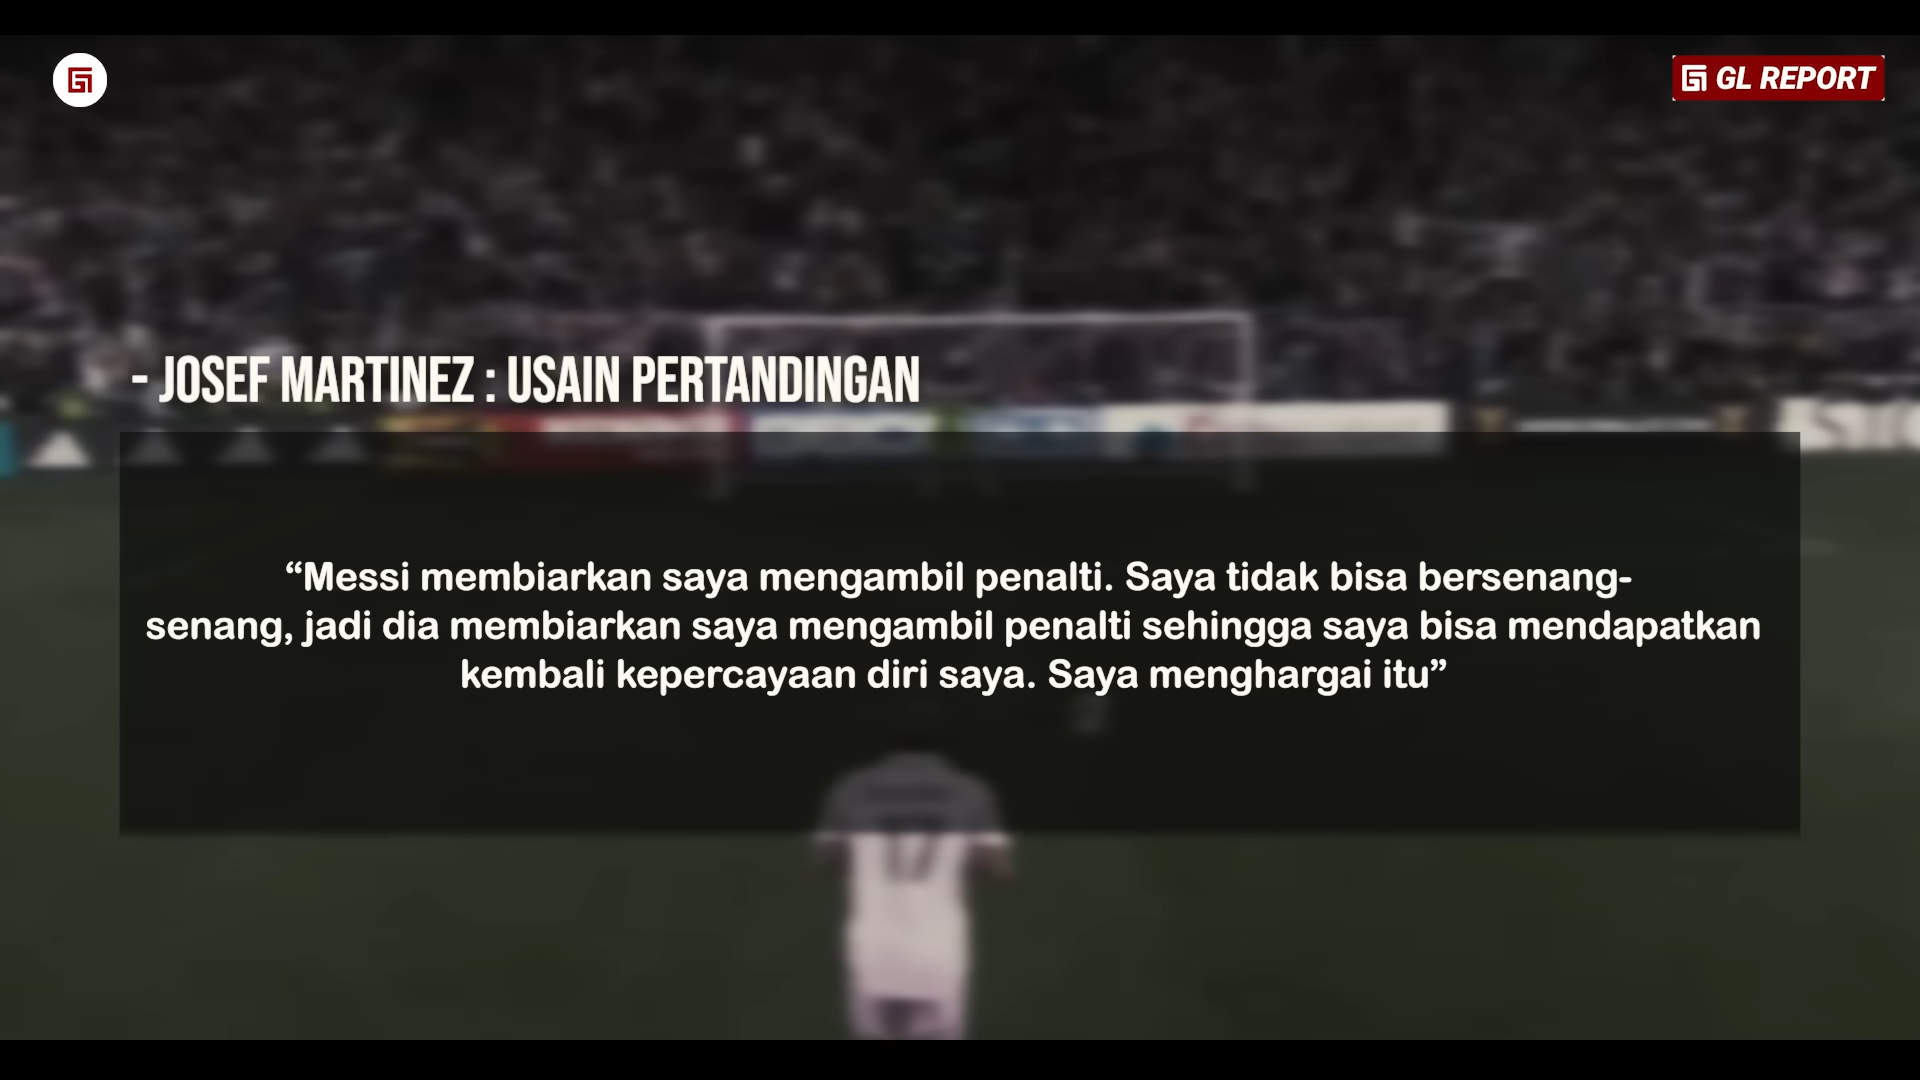 GL REPORT
- JOSEF MARTINEZ : USAIN PERTANDINGAN
“Messi membiarkan saya mengambil penalti. Saya tidak bisa bersenang-
senang, jadi dia membiarkan saya mengambil penalti sehingga saya bisa mendapatkan
kembali kepercayaan diri saya. Saya menghargai itu”
17